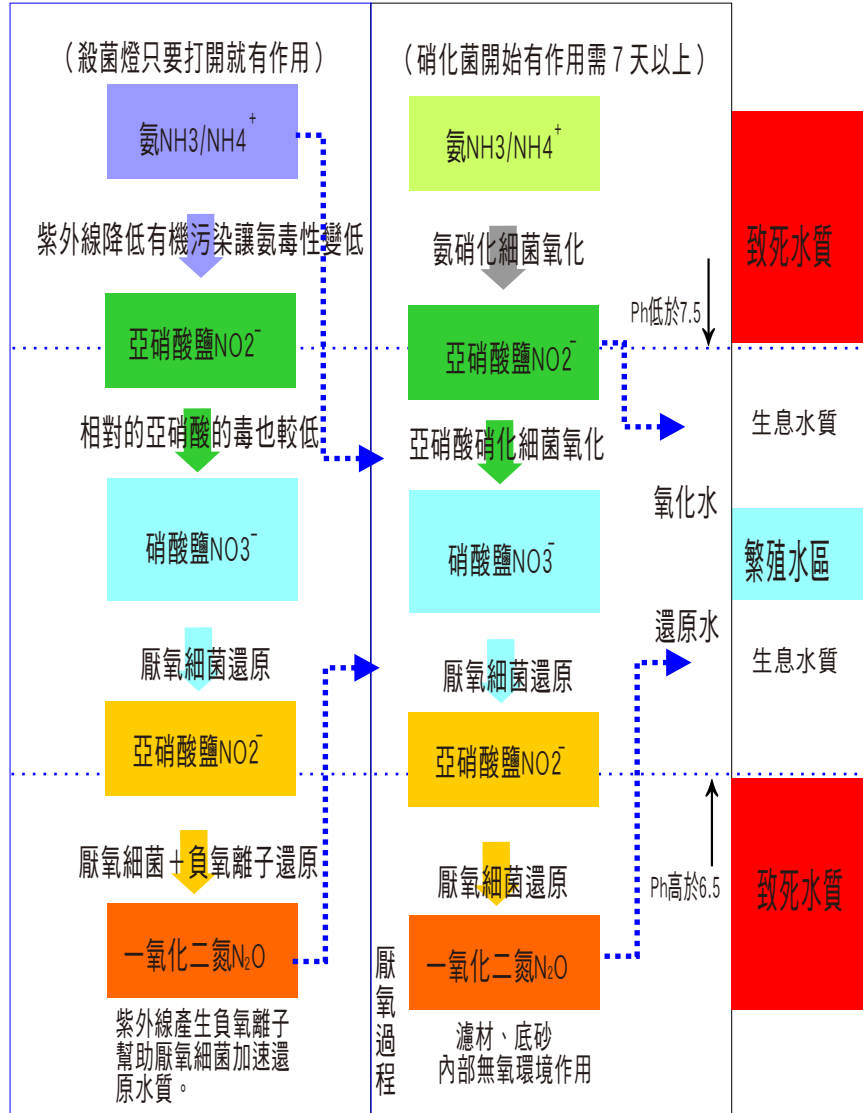 （殺菌燈只要打開就有作用）
氨NH3/NH4+
紫外線降低有機污染讓氨毒性變低
亞硝酸鹽NO2-
相對的亞硝酸的毒也較低
硝酸鹽NO3-
厭氧細菌還原
亞硝酸鹽NO2-
厭氧細菌＋負氧離子還原
一氧化二氮N₂O
紫外線產生負氧離子
幫助厭氧細菌加速還
原水質。
（硝化菌開始有作用需7天以上）
氨NH3/NH4+
氨硝化細菌氧化
亞硝酸鹽NO2-
亞硝酸硝化細菌氧化
硝酸鹽NO3-
厭氧細菌還原
亞硝酸鹽NO2-
厭氧細菌還原
一氧化二氮N₂O
濾材、底砂
內部無氧環境作用
厭氧過程
Ph低於7.5
氧化水
還原水
Ph高於6.5
致死水質
生息水質
繁殖水區
生息水質
致死水質